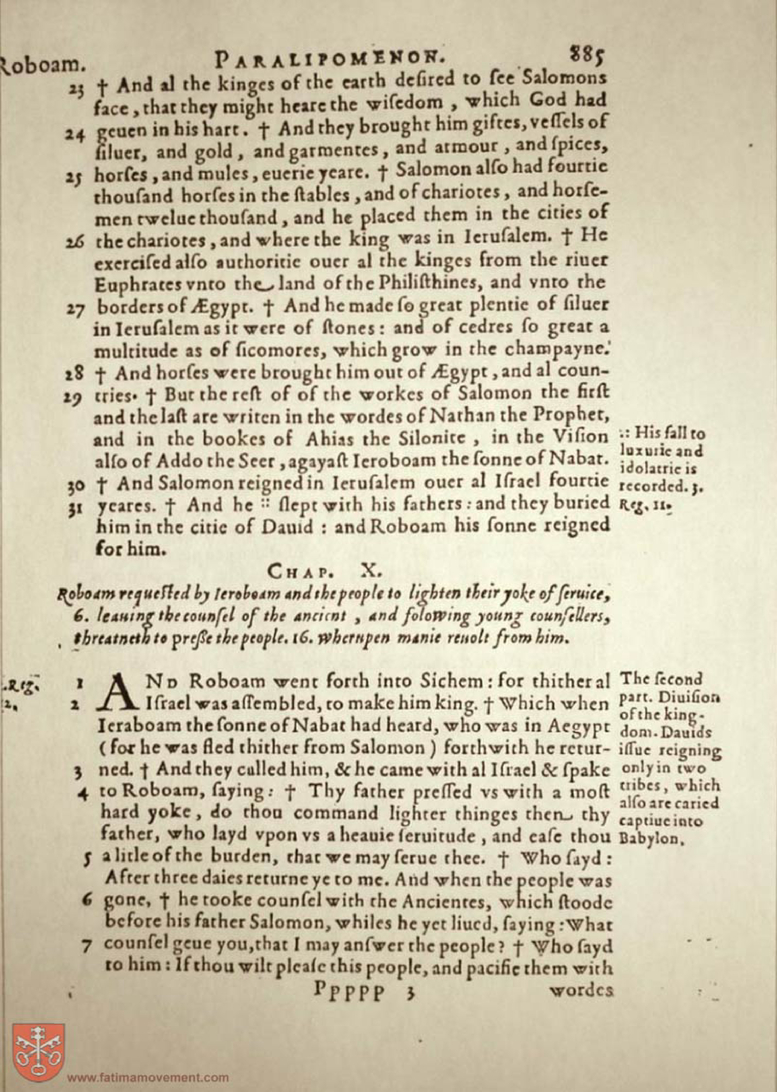 Roboam. PARALIPOMENON. 885
23 † And al the kinges of the earth deſired to ſee Salomons
face, that they might heare the wiſedom, which God had
24 geuen in his hart. † And they brought him giftes, veſſels of
ſiluer, and gold, and garmentes, and armour, and ſpices,
25 horſes, and mules, euerie yeare. † Salomon alſo had fourtie
thouſand horſes in the ſtables, and of chariotes, and horſe-
men twelue thouſand, and he placed them in the cities of
26 the chariotes, and where the king was in Ieruſalem. † He
exerciſed alſo authoritie ouer al the kinges from the riuer
Euphrates vnto the land of the Philiſthines, and vnto the
27 borders of Ægypt. † And he made ſo great plentie of ſiluer
in Ieruſalem as it were of ſtones: and of cedres ſo great a
multitude as of ſicomores, which grow in the champayne.
28 † And horſes were brought him out of Ægypt, and al coun-
29 tries. † But the reſt of of the workes of Salomon the firſt
and the laſt are writen in the wordes of Nathan the Prophet,
and in the bookes of Ahias the Silonite, in the Viſion
alſo of Addo the Seer, agayaſt Ieroboam the ſonne of Nabat.
30 † And Salomon reigned in Ieruſalem ouer al Iſrael fourtie
31 yeares. † And he :: ſlept with his fathers: and they buried
him in the citie of Dauid: and Roboam his ſonne reigned
for him.
:: His fall to
luxurie and
idolatrie is
recorded. 3.
Reg. 11.
CHAP. X.
Roboam requeſted by Ieroboam and the people to lighten their yoke of ſeruice,
6. leauing the counſel of the ancient, and folowing young counſellers,
threatneth to preſſe the people. 16. wherupen manie reuolt from him.
.Reg.
2.
1 AND Roboam went forth into Sichem: for thither al
2 Iſrael was aſſembled, to make him king. † Which when
Ieraboam the ſonne of Nabat had heard, who was in Aegypt
(for he was fled thither from Salomon) forthwith he retur-
3 ned. † And they called him, & he came with al Iſrael & ſpake
4 to Roboam, ſaying: † Thy father preſſed vs with a moſt
hard yoke, do thou command lighter thinges then thy
father, who layd vpon vs a heauie ſeruitude, and eaſe thou
5 a litle of the burden, that we may ſerue thee. † Who ſayd:
After three daies returne ye to me. And when the people was
6 gone, † he tooke counſel with the Ancientes, which ſtoode
before his father Salomon, whiles he yet liued, ſaying: What
7 counſel geue you, that I may anſwer the people? † Who ſayd
to him: If thou wilt pleaſe this people, and pacifie them with
The ſecond
part. Diuiſion
of the king-
dom. Dauids
iſſue reigning
only in two
tribes, which
alſo are caried
captiue into
Babylon.
Ppppp 3 wordes
www.fatimamovement.com